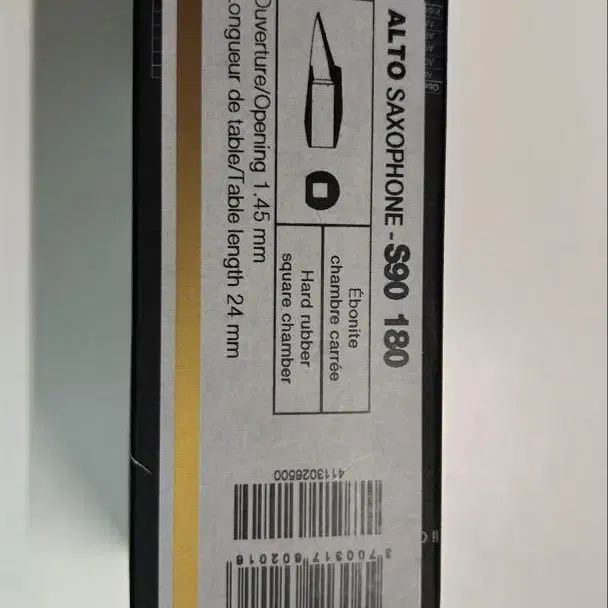 ALTO SAXOPHONE - S90 180
Ébonite
chambre carrée
Hard rubber
square chamber
Ouverture/Opening 1.45 mm
Longueur de table/Table length 24 mm
4113026500
3 700317 802018